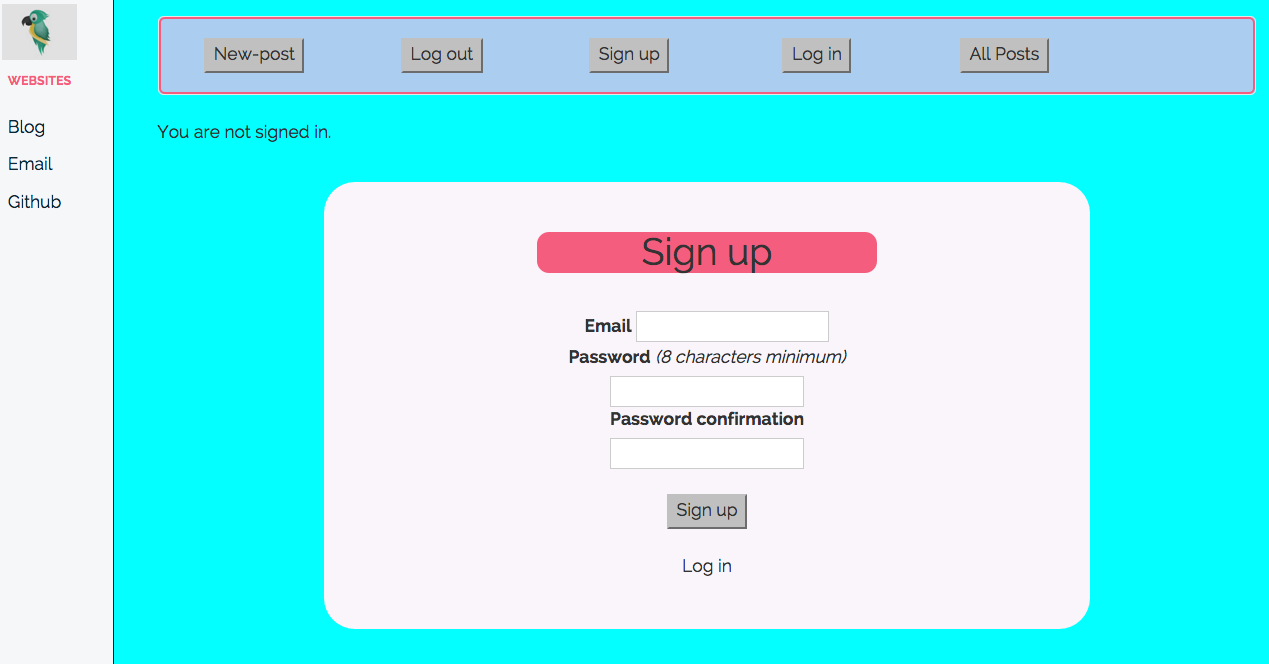 WEBSITES
Blog
Email
Github
New-post Log out Sign up Log in All Posts
You are not signed in.
Sign up
Email
Password (8 characters minimum)
Password confirmation
Sign up
Log in